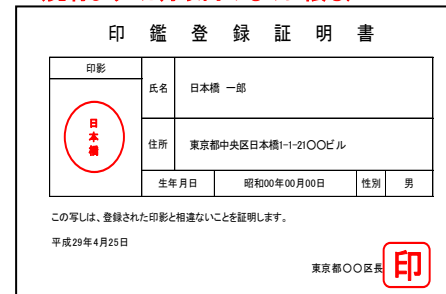 印鑑登録証明書
印影
氏名 日本橋 一郎
日本橋
住所 東京都中央区日本橋1-1-21〇〇ビル
生年月日 昭和00年00月00日 性別 男
この写しは、登録された印影と相違ないことを証明します。
平成29年4月25日
東京都〇〇区長 印